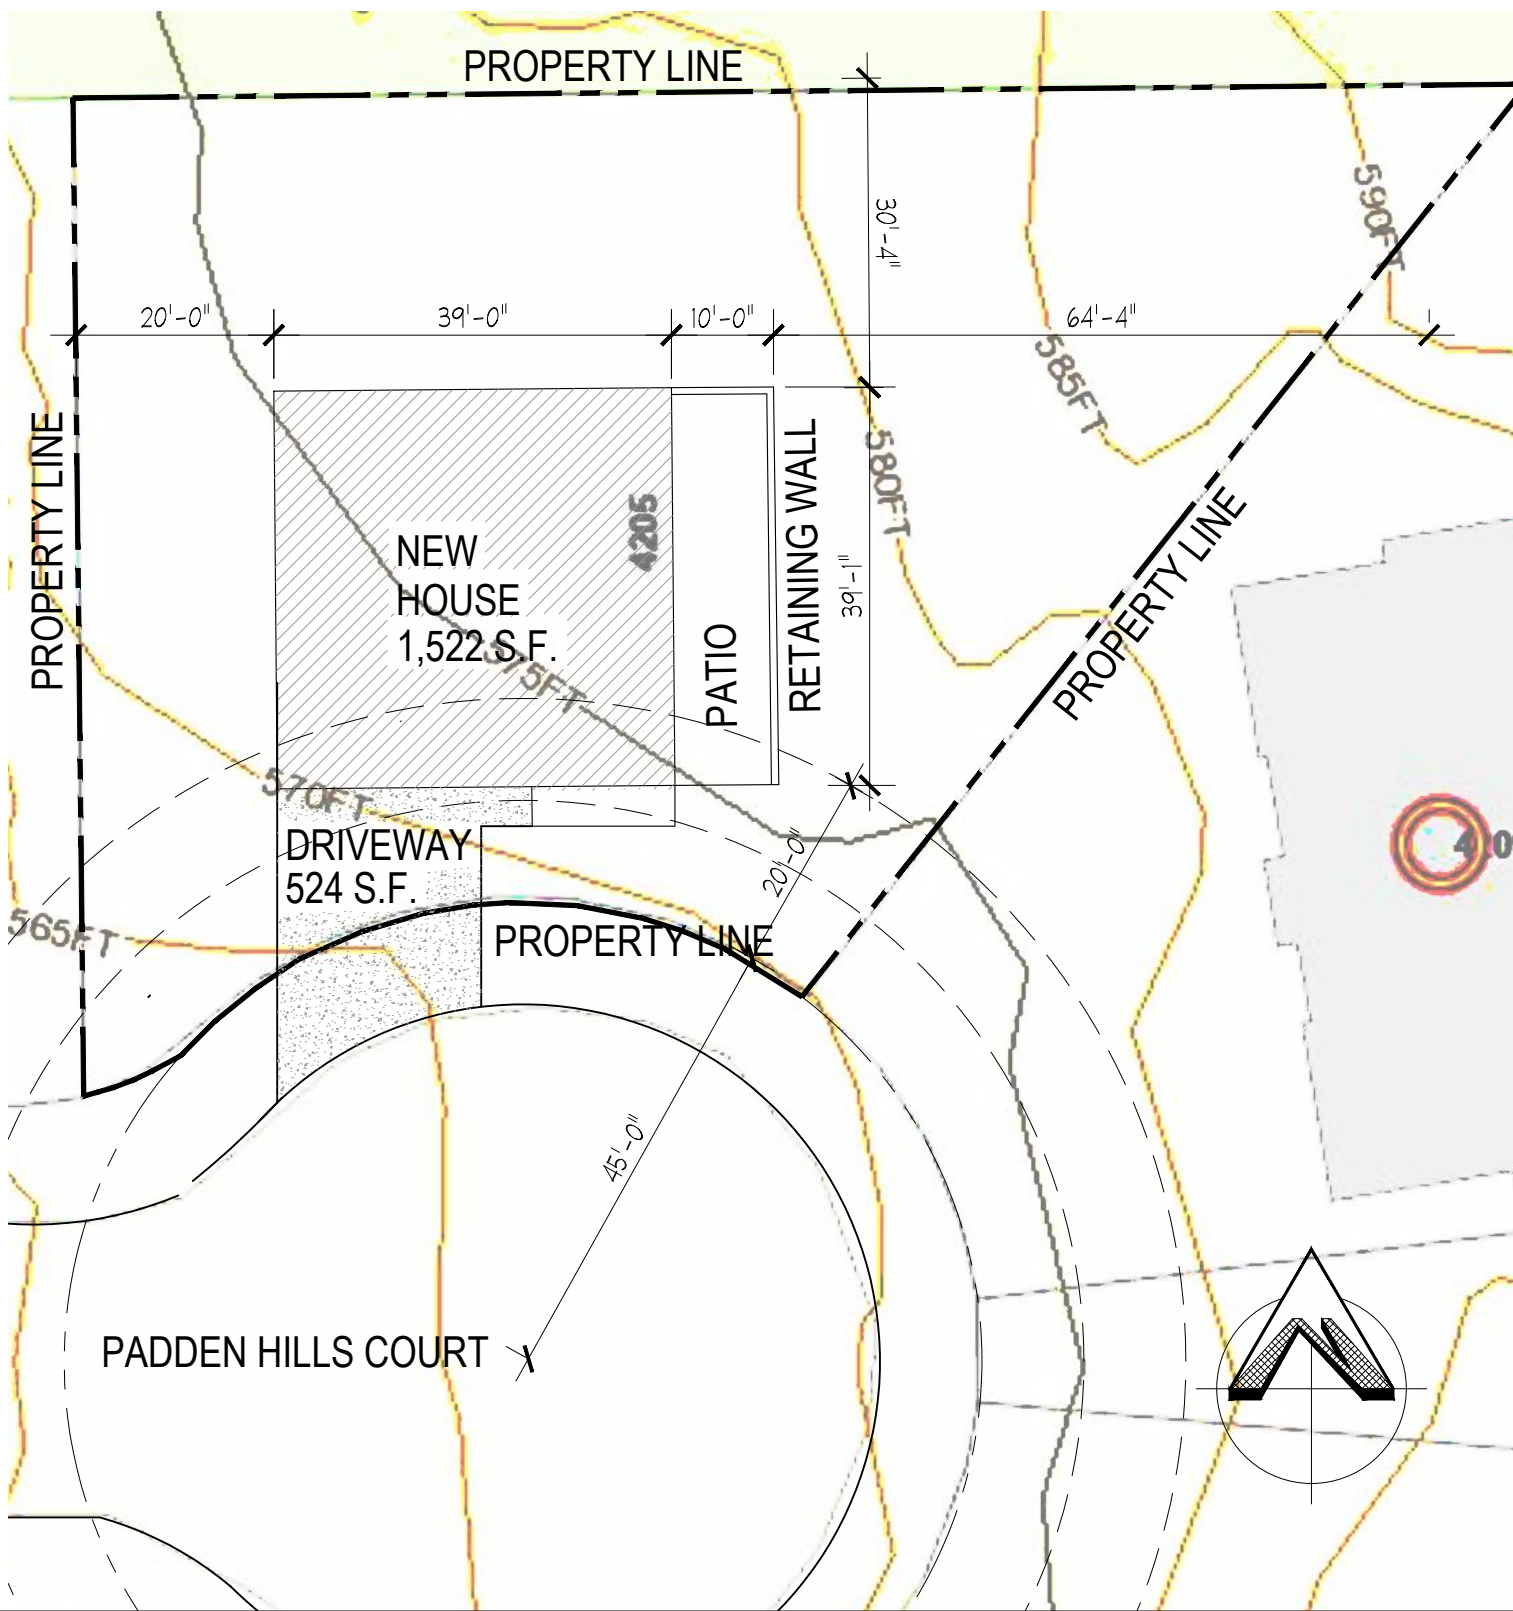 PROPERTY LINE
590FT
30'-4"
20'-0"
39'-0"
10'-0"
64'-4"
585FT
PROPERTY LINE
580FT
RETAINING WALL
4205
NEW
HOUSE
1,522 S.F.
39'-1"
PROPERTY LINE
PATIO
575FT
570FT
DRIVEWAY
524 S.F.
20'-0"
565FT
PROPERTY LINE
45'-0"
PADDEN HILLS COURT
N